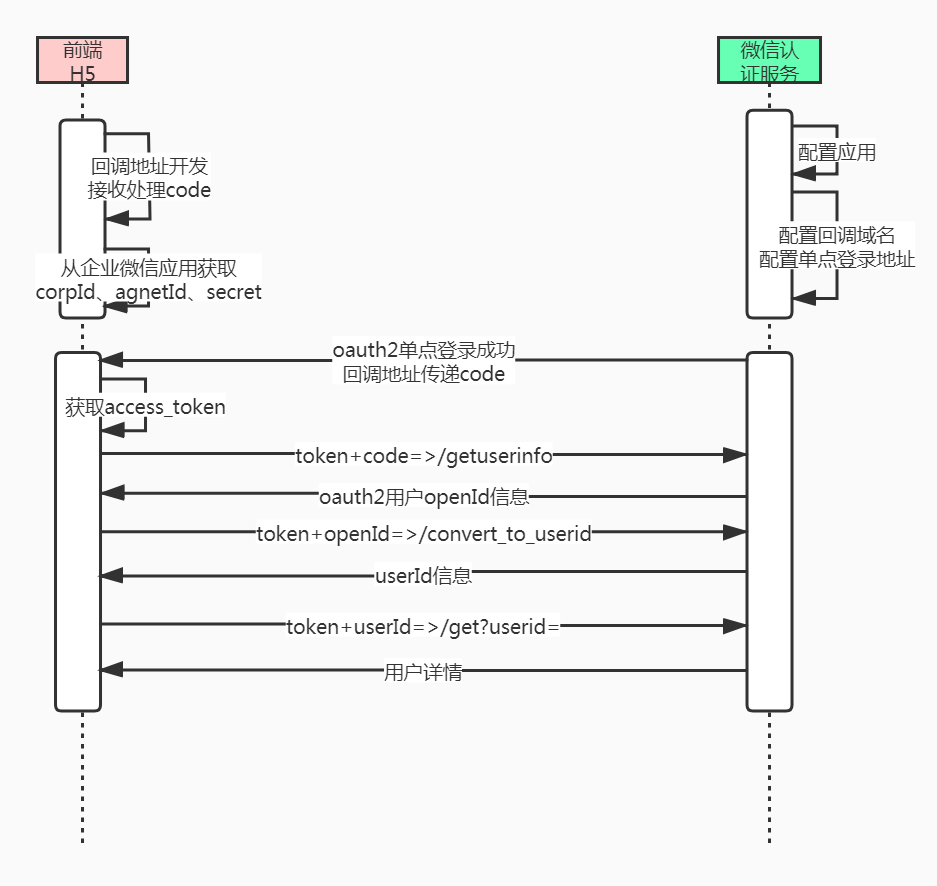 前端
H5
微信认
证服务
回调地址开发
接收处理code
配置应用
从企业微信应用获取
corpId、agnetId、secret
配置回调域名
配置单点登录地址
oauth2单点登录成功
回调地址传递code
获取access_token
token+code=>/getuserinfo
oauth2用户openId信息
token+openId=>/convert_to_userid
userId信息
token+userId=>/get?userid=
用户详情